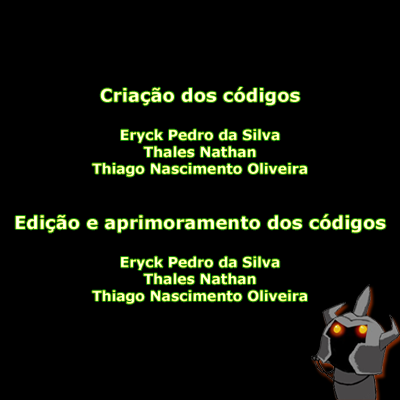 Criação dos códigos
Eryck Pedro da Silva
Thales Nathan
Thiago Nascimento Oliveira
Edição e aprimoramento dos códigos
Eryck Pedro da Silva
Thales Nathan
Thiago Nascimento Oliveira